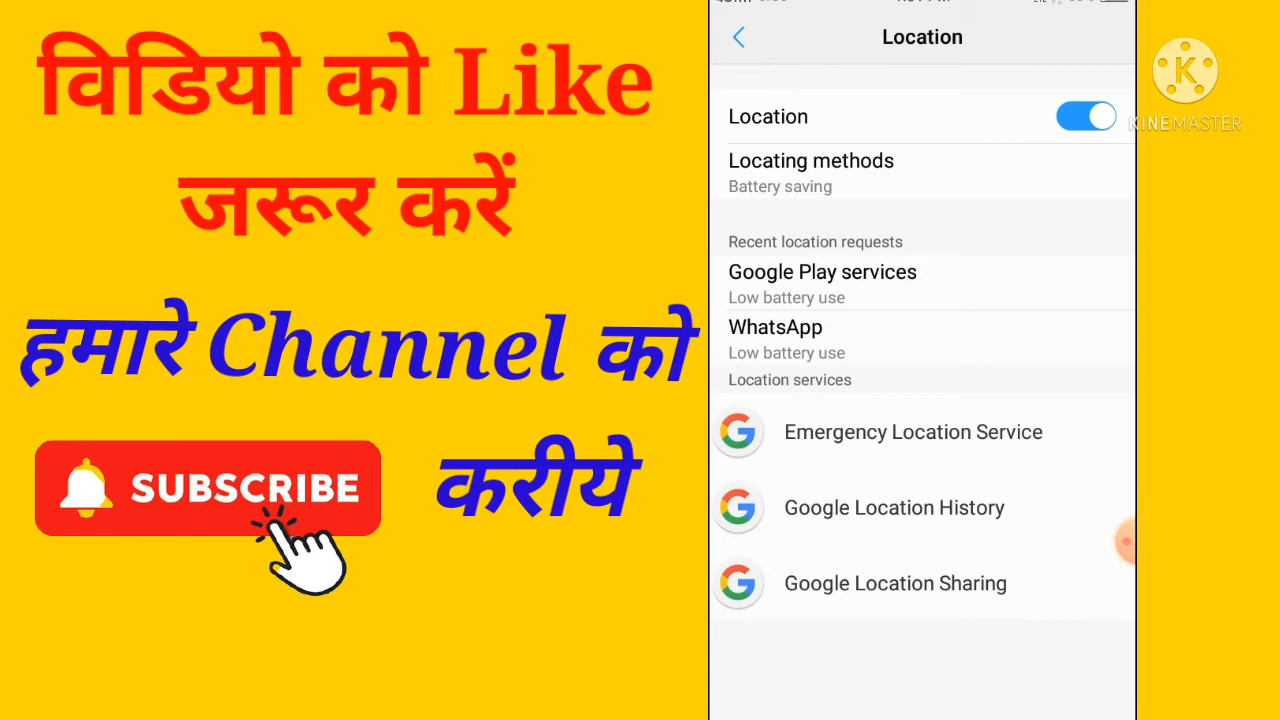 विडियो को Like
जरूर करें
हमारे Channel को
SUBSCRIBE करीये
Location
Location
Locating methods
Battery saving
Recent location requests
Google Play services
Low battery use
WhatsApp
Low battery use
Location services
Emergency Location Service
Google Location History
Google Location Sharing
K
KINEMASTER